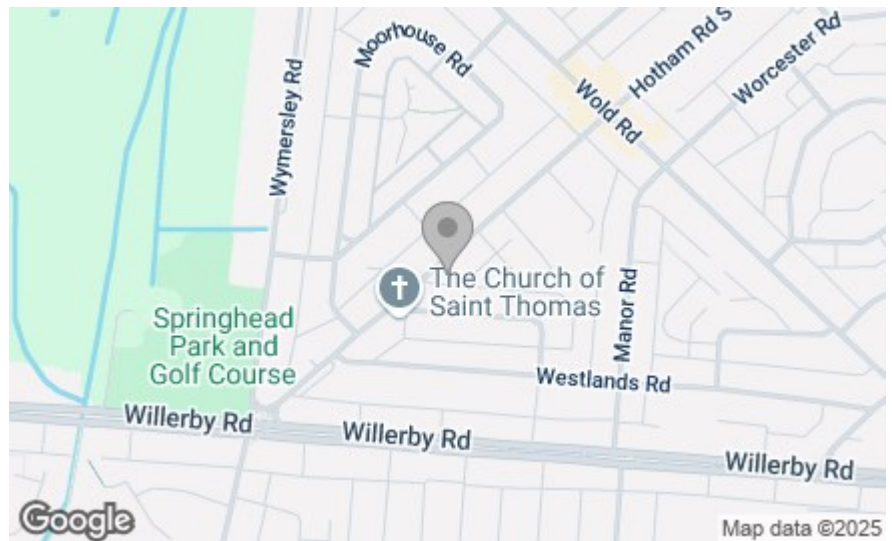 Moorhouse Rd
Wymersley Rd
Wold Rd
Hotham Rd S
Worcester Rd
The Church of
Saint Thomas
Manor Rd
Springhead
Park and
Golf Course
Westlands Rd
Willerby Rd
Willerby Rd
Willerby Rd
Google
Map data ©2025